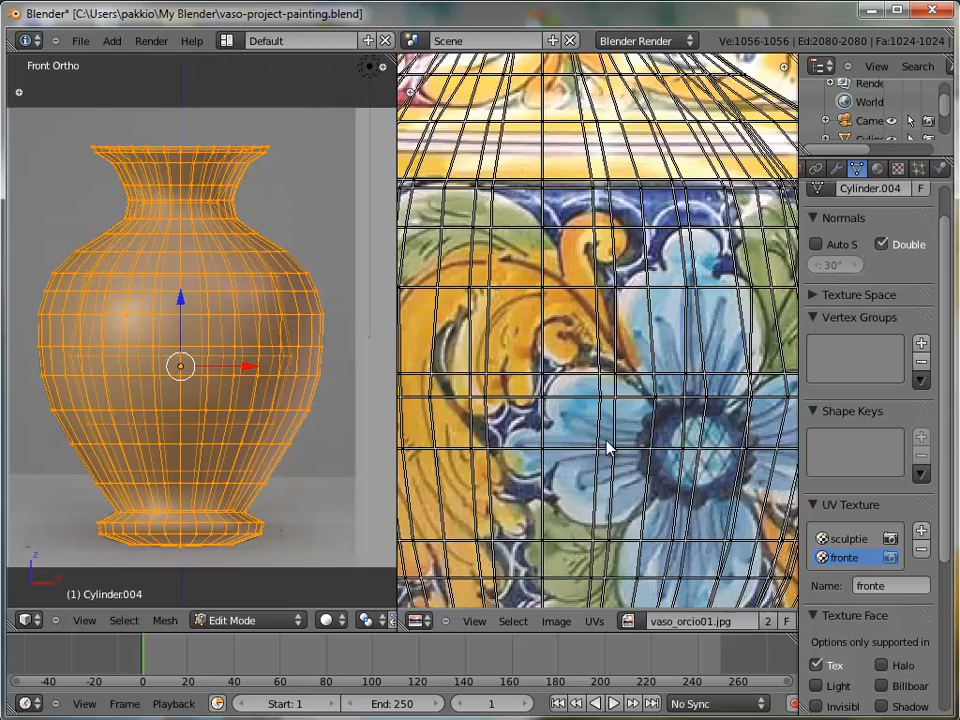 Blender* [C:\Users\pakkio\My Blender\vaso-project-painting.blend]
File Add Render Help Default Scene Blender Render Ve:1056-1056 | Ed:2080-2080 | Fa:1024-1024 |
Front Ortho
View Search
Rende
World
Came
Cylinder.004 F
Normals
Auto S Double
30°
Texture Space
Vertex Groups
Shape Keys
UV Texture
sculptie
fronte
Name: fronte
Texture Face
Options only supported in
Tex Halo
Light Billboar
Invisibl Shadow
z
(1) Cylinder.004
View Select Mesh Edit Mode
View Select Image UVs vaso_orcio01.jpg 2 F
-40 -20 0 20 40 60 80 100 120 140 160 180 200 220 240 260
View Frame Playback Start: 1 End: 250 1 No Sync